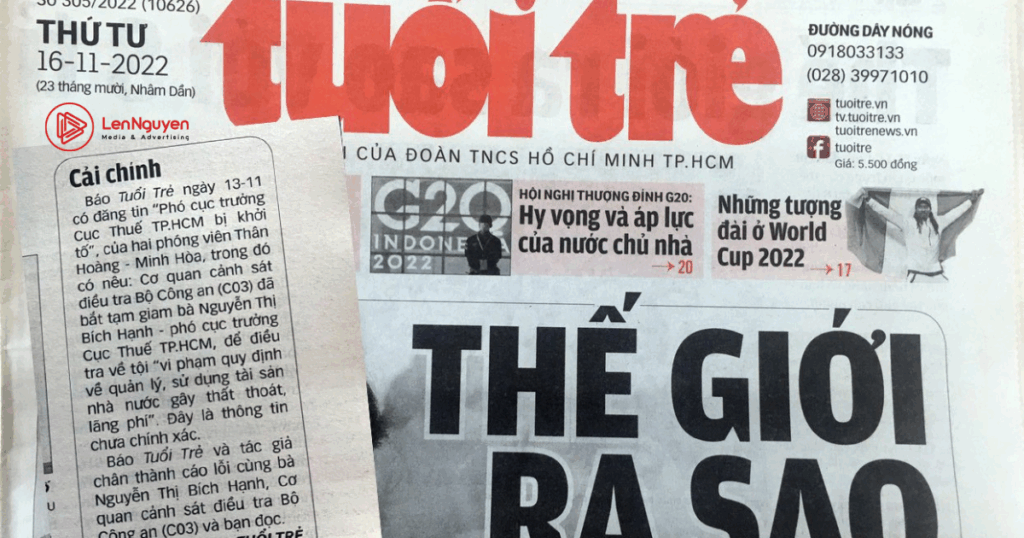 Số 305/2022 (10626)
THỨ TƯ
16-11-2022
(23 tháng mười, Nhâm Dần)
LenNguyen
Media & Advertising
tuổi trẻ
I CỦA ĐOÀN TNCS HỒ CHÍ MINH TP.HCM
ĐƯỜNG DÂY NÓNG
0918033133
(028) 39971010
tuoitre.vn
tv.tuoitre.vn
tuoitrenews.vn
tuoitre
Giá: 5.500 đồng
Cải chính
Báo Tuổi Trẻ ngày 13-11
có đăng tin "Phó cục trưởng
Cục Thuế TP.HCM bị khởi
tố", của hai phóng viên Thân
Hoàng - Minh Hòa, trong đó
có nêu: Cơ quan cảnh sát
điều tra Bộ Công an (C03) đã
bắt tạm giam bà Nguyễn Thị
Bích Hạnh - phó cục trưởng
Cục Thuế TP.HCM, để điều
tra về tội "vi phạm quy định
về quản lý, sử dụng tài sản
nhà nước gây thất thoát,
lãng phí". Đây là thông tin
chưa chính xác.
Báo Tuổi Trẻ và tác giả
chân thành cáo lỗi cùng bà
Nguyễn Thị Bích Hạnh, Cơ
quan cảnh sát điều tra Bộ
Công an (C03) và bạn đọc.
TUỔI TRẺ
G20
INDONESIA
2022
HỘI NGHỊ THƯỢNG ĐỈNH G20:
Hy vọng và áp lực
của nước chủ nhà
→ 20
Những tượng
đài ở World
Cup 2022
→ 17
THẾ GIỚI
RA SAO